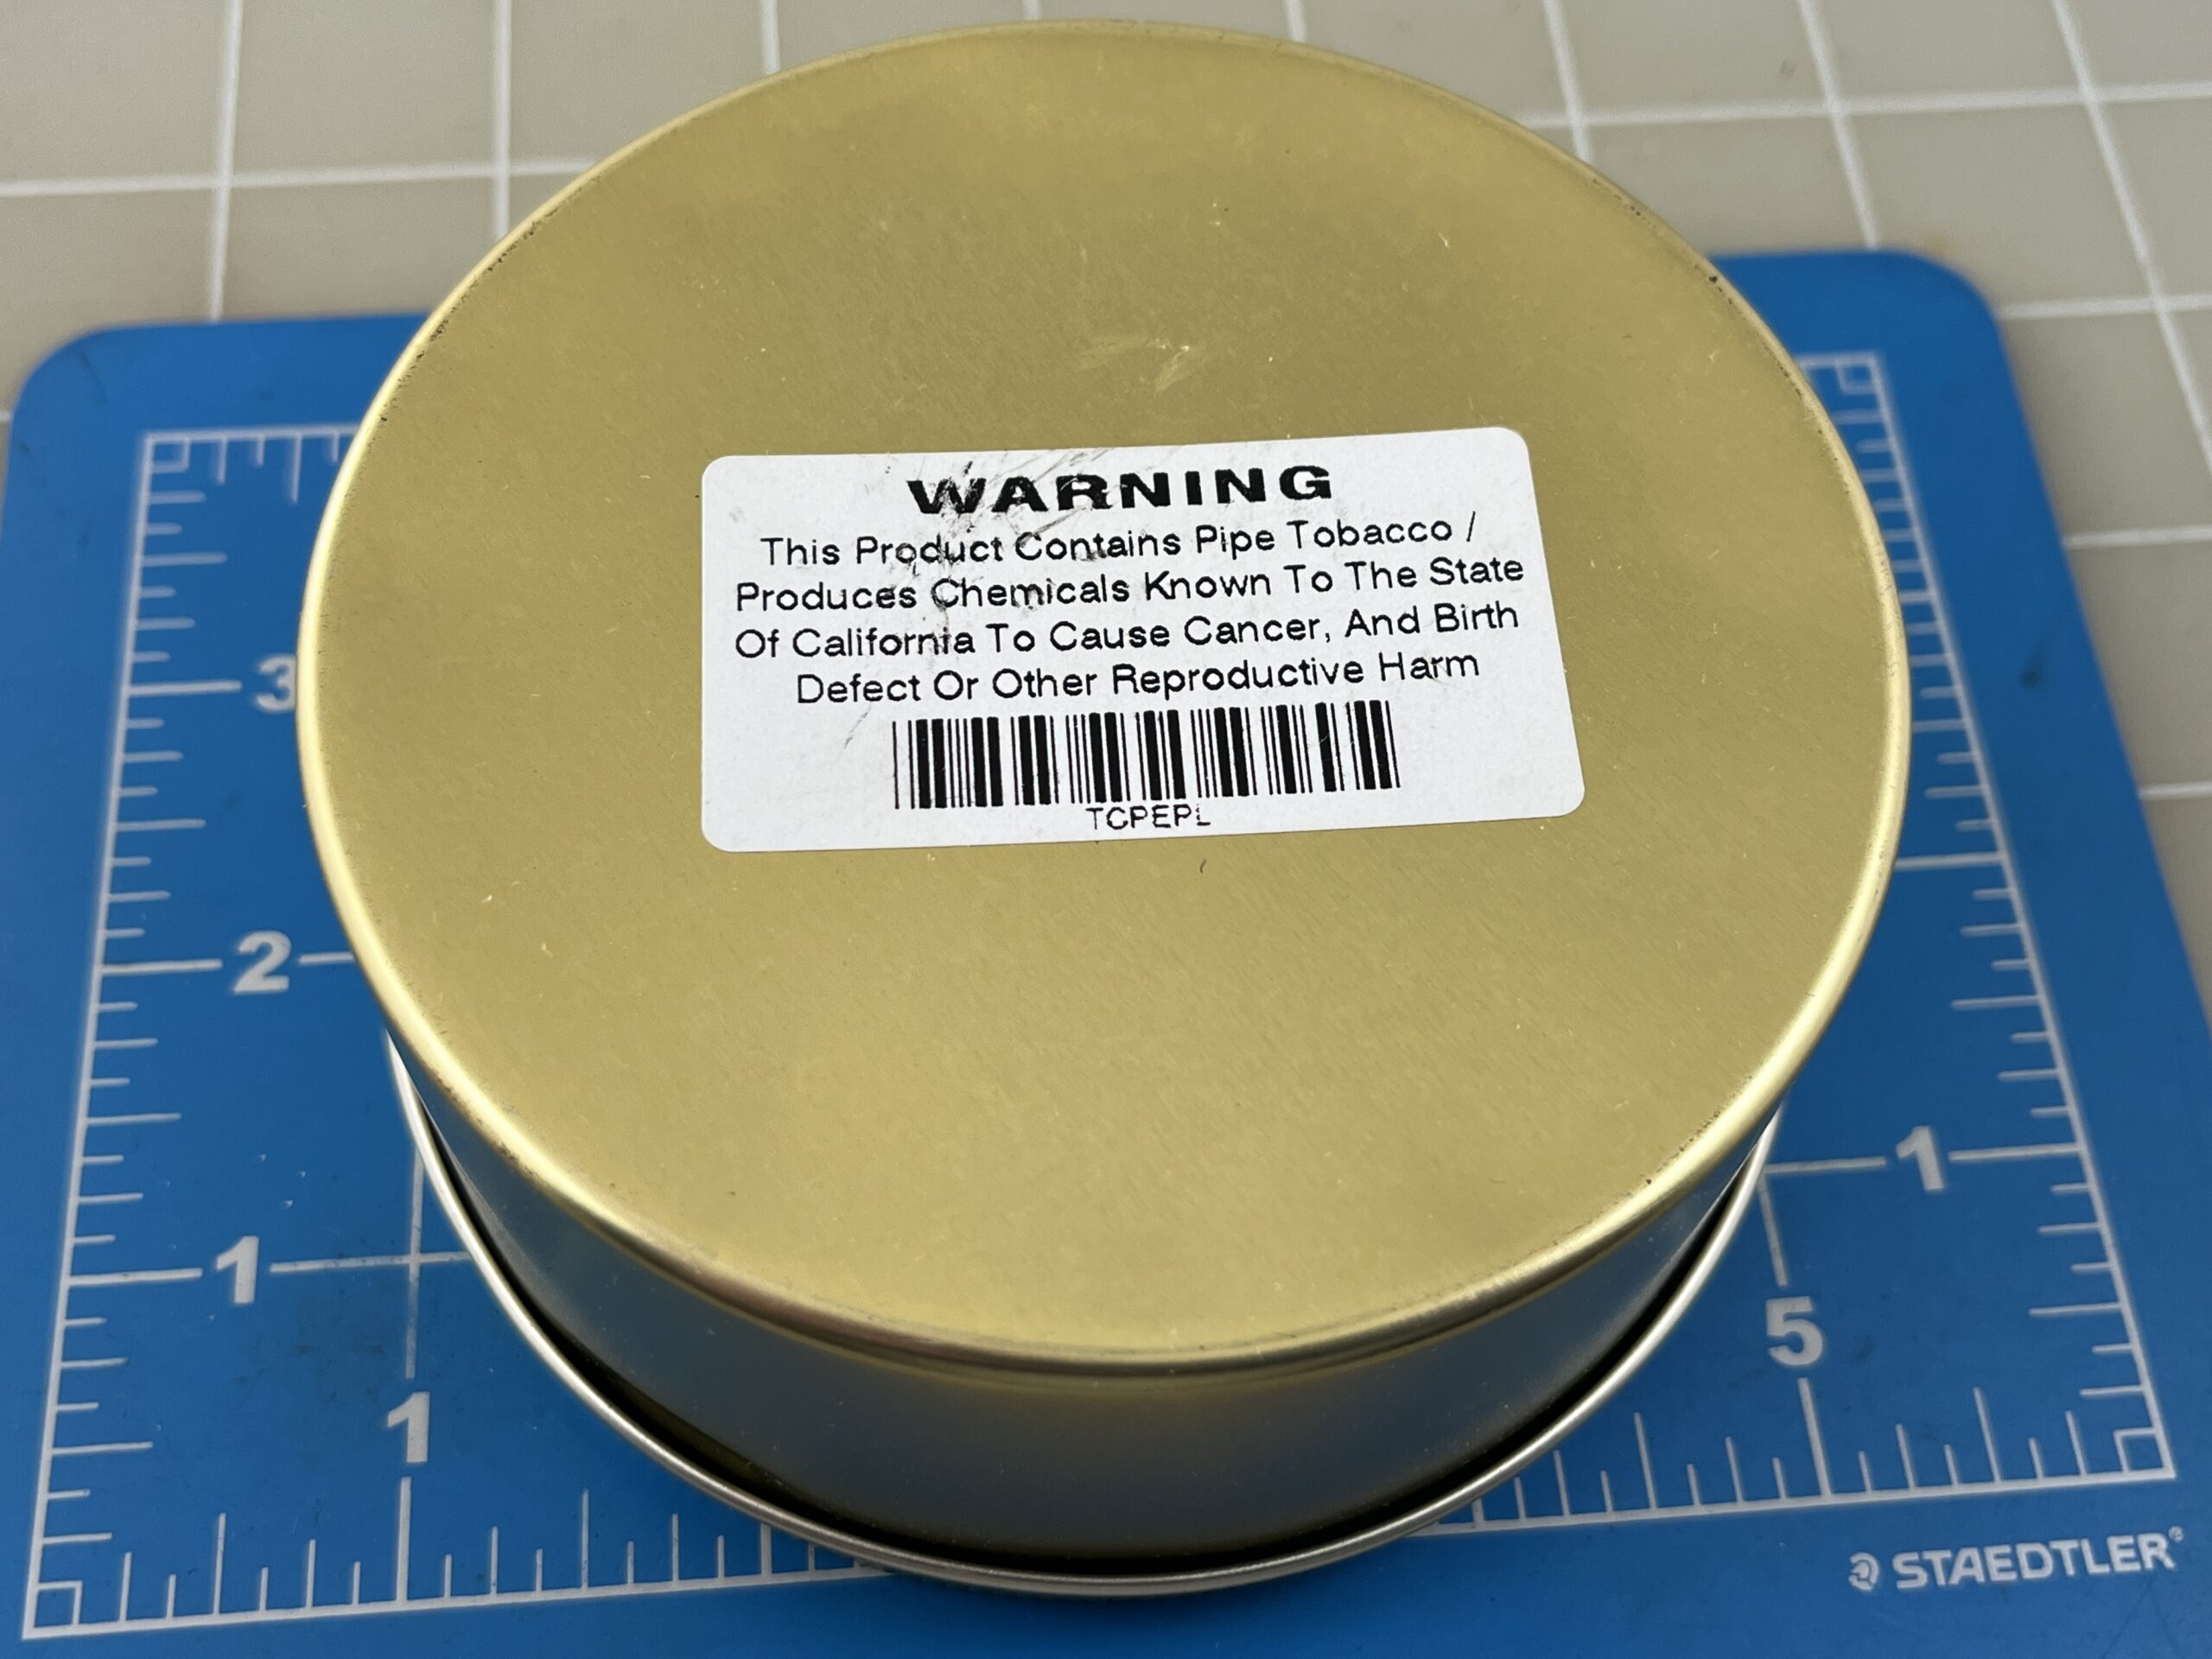 WARNING
This Product Contains Pipe Tobacco /
Produces Chemicals Known To The State
Of California To Cause Cancer, And Birth
Defect Or Other Reproductive Harm
TCPEPL
3
2
1
1
1
5
STAEDTLER®